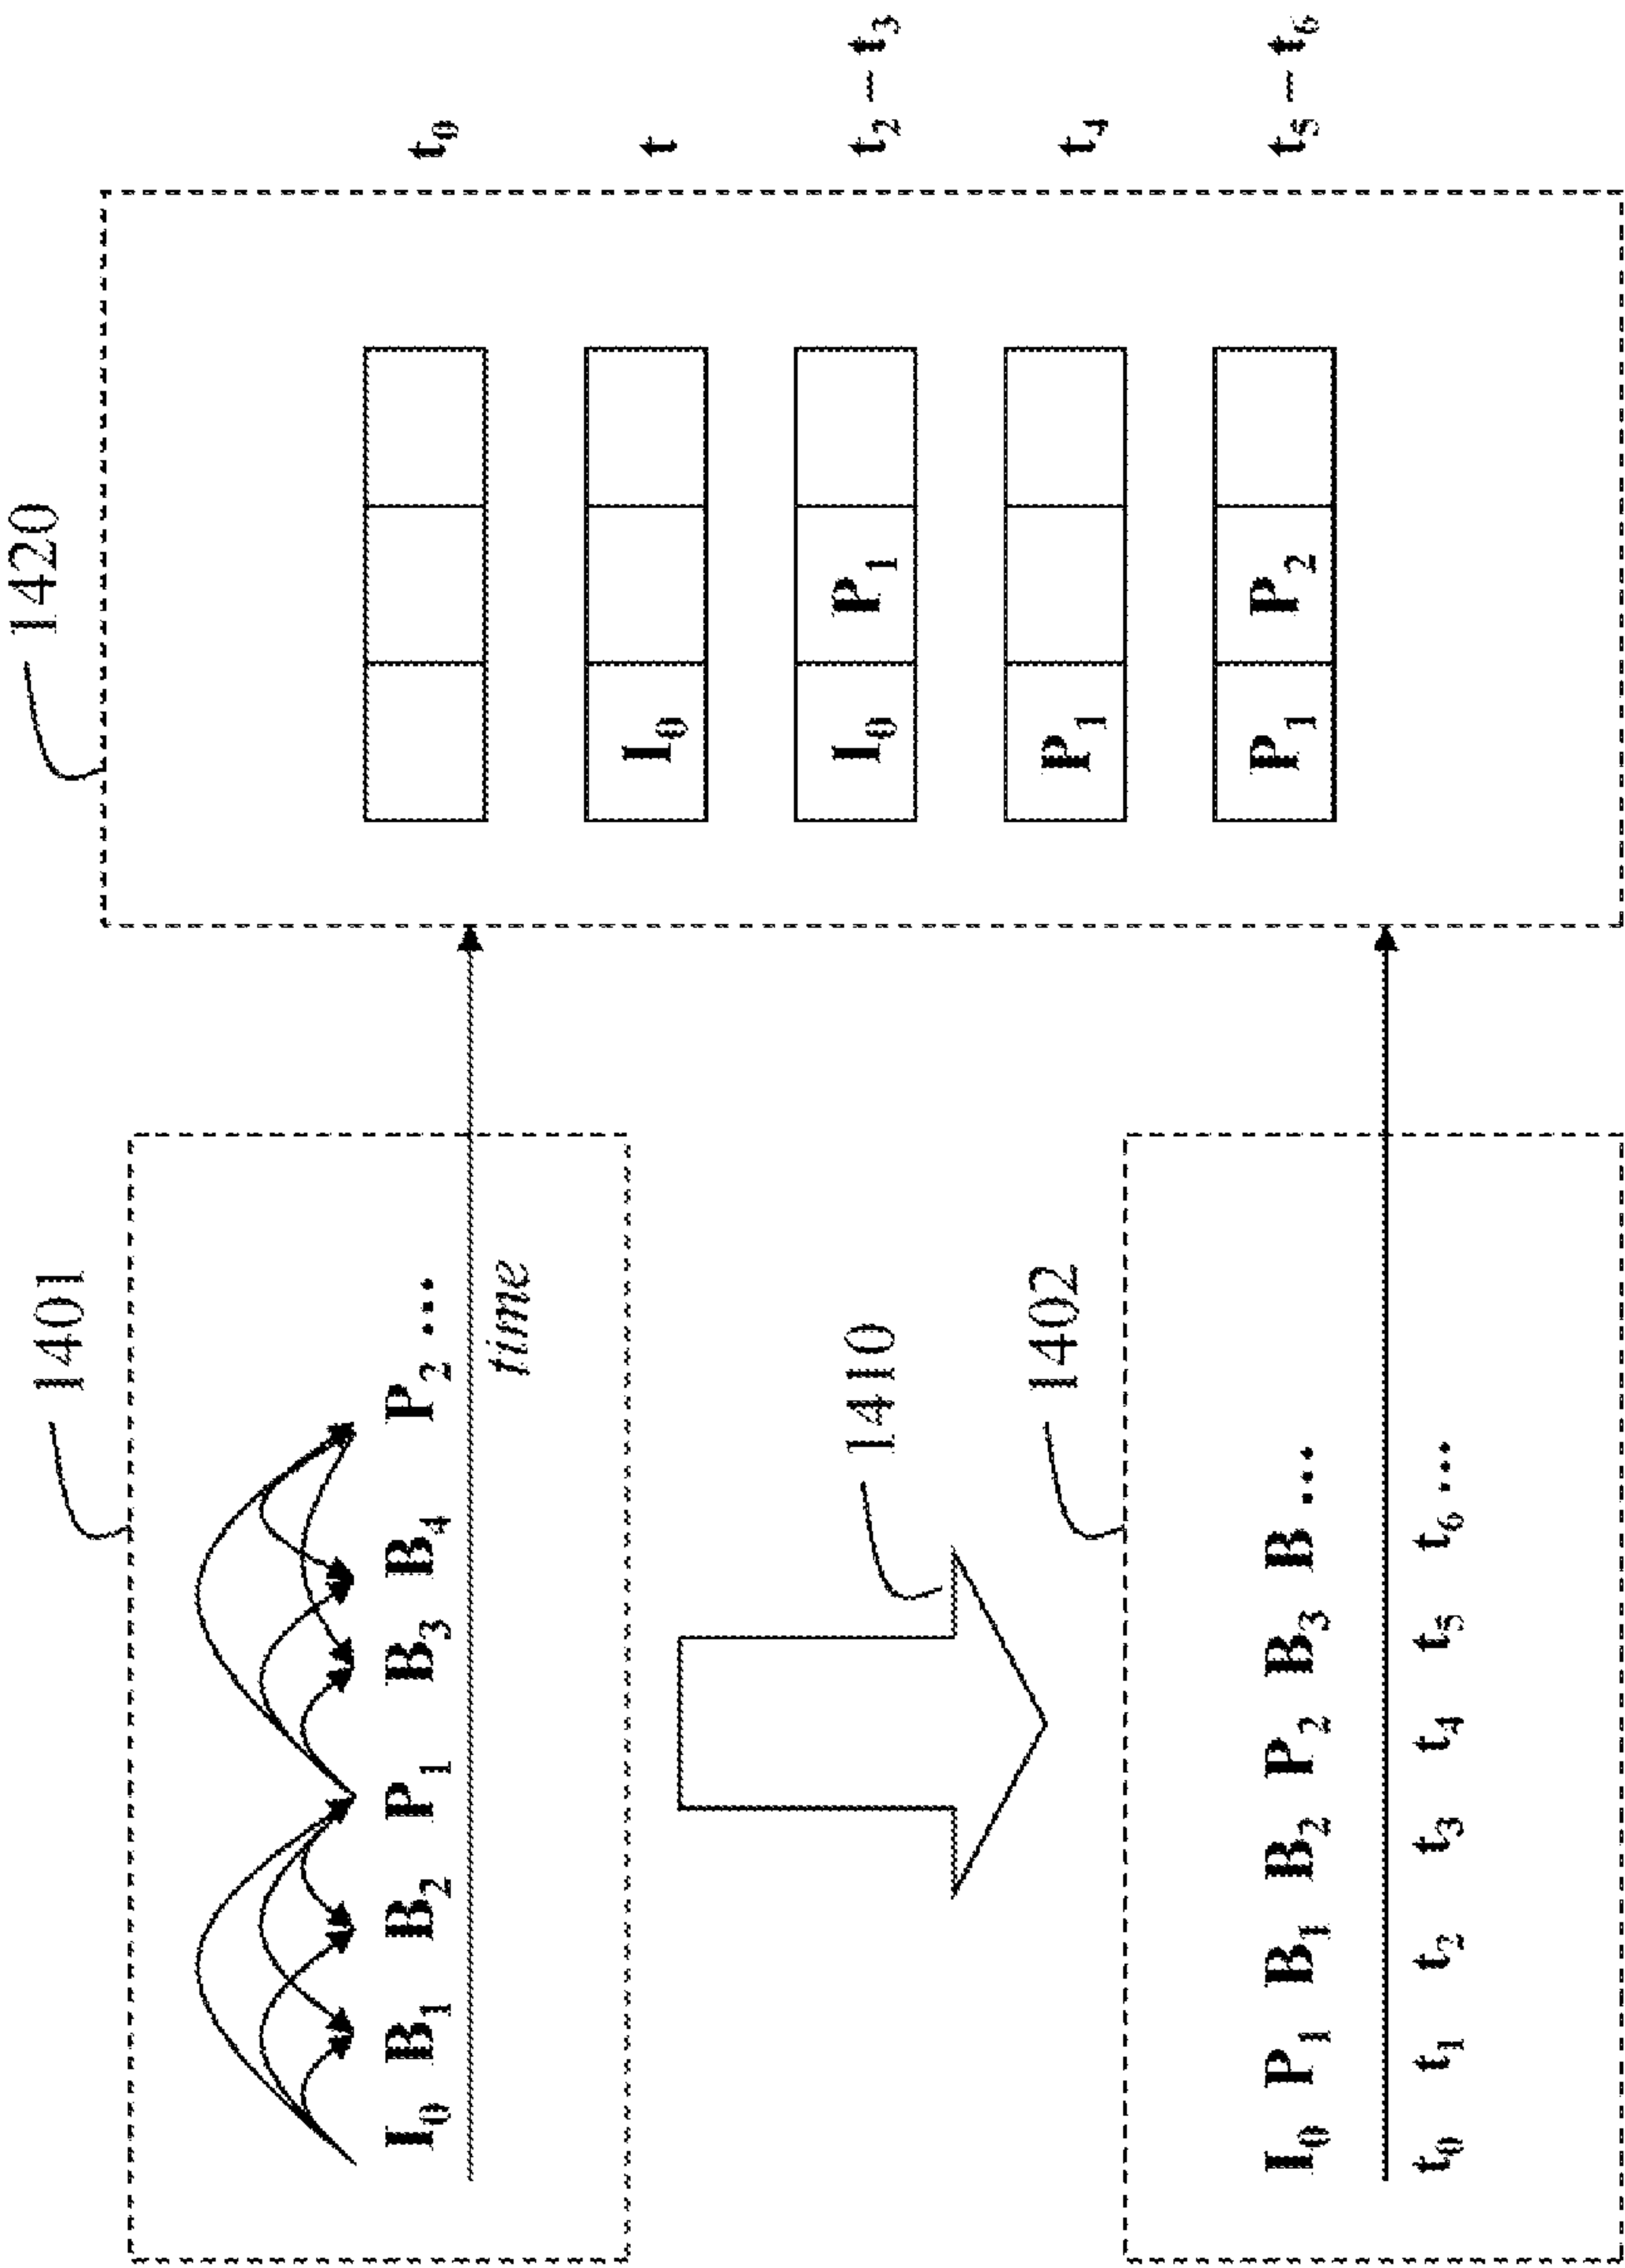 1401
I₀ B₁ B₂ P₁ B₃ B₄ P₂ ...
time
1410
1402
I₀ P₁ B₁ B₂ P₂ B₃ B ...
t₀ t₁ t₂ t₃ t₄ t₅ t₆ ...
1420
t₀
I₀ t
I₀ P₁ t₂ – t₃
P₁ t₄
P₁ P₂ t₅ – t₆